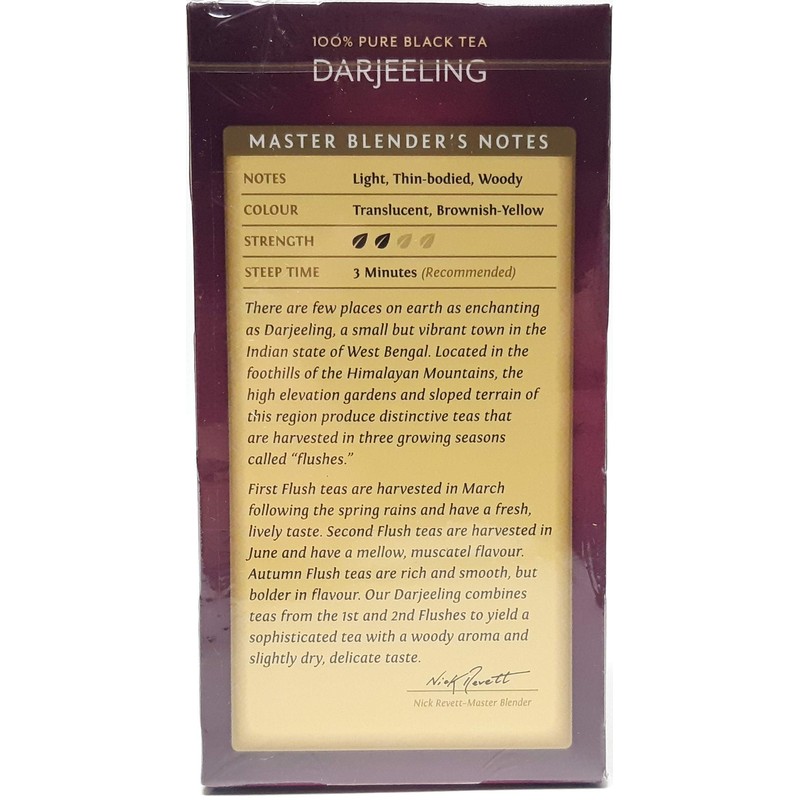 100% PURE BLACK TEA
DARJEELING
MASTER BLENDER'S NOTES
NOTES Light, Thin-bodied, Woody
COLOUR Translucent, Brownish-Yellow
STRENGTH
STEEP TIME 3 Minutes (Recommended)
There are few places on earth as enchanting
as Darjeeling, a small but vibrant town in the
Indian state of West Bengal. Located in the
foothills of the Himalayan Mountains, the
high elevation gardens and sloped terrain of
this region produce distinctive teas that
are harvested in three growing seasons
called “flushes.”
First Flush teas are harvested in March
following the spring rains and have a fresh,
lively taste. Second Flush teas are harvested in
June and have a mellow, muscatel flavour.
Autumn Flush teas are rich and smooth, but
bolder in flavour. Our Darjeeling combines
teas from the 1st and 2nd Flushes to yield a
sophisticated tea with a woody aroma and
slightly dry, delicate taste.
Nick Revett
Nick Revett–Master Blender